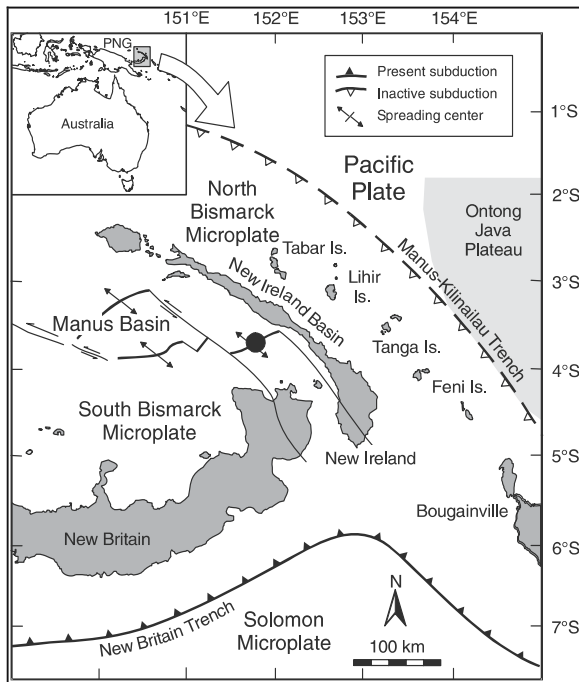 151°E
152°E
153°E
154°E
PNG
Australia
Present subduction
Inactive subduction
Spreading center
1°S
2°S
3°S
4°S
5°S
6°S
7°S
Pacific
Plate
North
Bismarck
Microplate
Ontong
Java
Plateau
Tabar Is.
Lihir
Is.
New Ireland Basin
Manus-Kilinailau Trench
Manus Basin
Tanga Is.
Feni Is.
South Bismarck
Microplate
New Ireland
Bougainville
New Britain
New Britain Trench
Solomon
Microplate
N
100 km